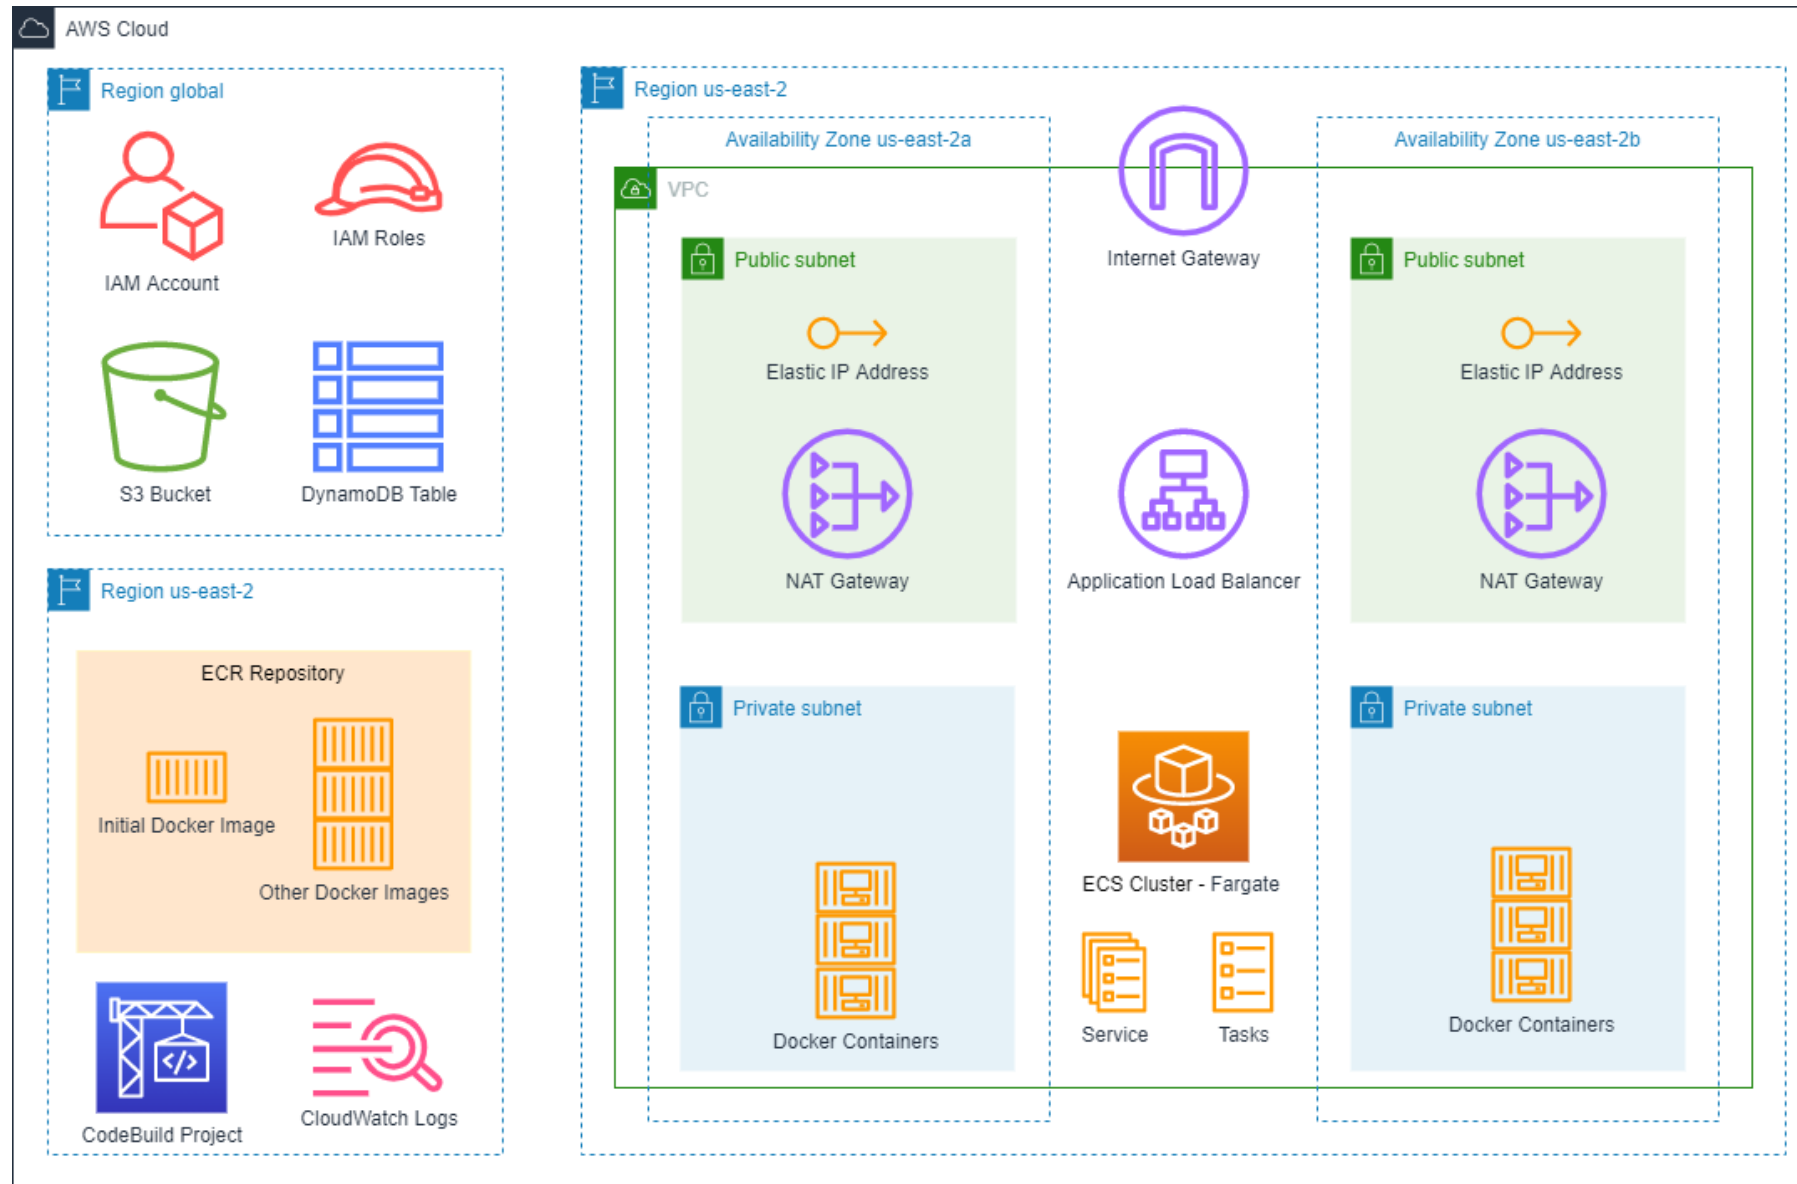 AWS Cloud
Region global
IAM Account
IAM Roles
S3 Bucket
DynamoDB Table
Region us-east-2
ECR Repository
Initial Docker Image
Other Docker Images
CodeBuild Project
CloudWatch Logs
Region us-east-2
Availability Zone us-east-2a
Availability Zone us-east-2b
VPC
Internet Gateway
Public subnet
Elastic IP Address
NAT Gateway
Application Load Balancer
Public subnet
Elastic IP Address
NAT Gateway
Private subnet
Docker Containers
ECS Cluster - Fargate
Service
Tasks
Private subnet
Docker Containers